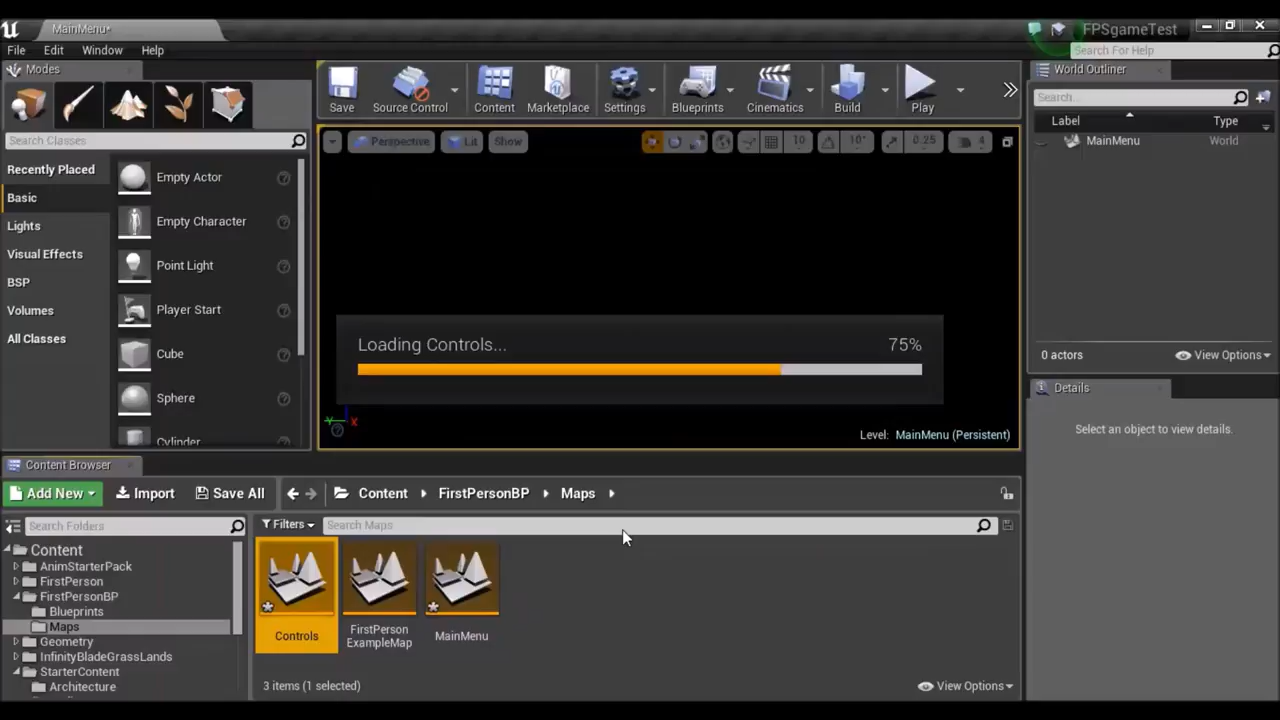 MainMenu*
FPSgameTest
File Edit Window Help
Search For Help
Modes
Search Classes
Recently Placed
Basic
Lights
Visual Effects
BSP
Volumes
All Classes
Empty Actor
Empty Character
Point Light
Player Start
Cube
Sphere
Cylinder
Save
Source Control
Content
Marketplace
Settings
Blueprints
Cinematics
Build
Play
Perspective
Lit
Show
10
10°
0.25
4
Loading Controls...
75%
Y X
Level: MainMenu (Persistent)
World Outliner
Search...
Label
Type
MainMenu
World
0 actors
View Options
Details
Select an object to view details.
Content Browser
Add New
Import
Save All
Content
FirstPersonBP
Maps
Search Folders
Filters
Search Maps
Content
AnimStarterPack
FirstPerson
FirstPersonBP
Blueprints
Maps
Geometry
InfinityBladeGrassLands
StarterContent
Architecture
Controls
FirstPerson
ExampleMap
MainMenu
3 items (1 selected)
View Options